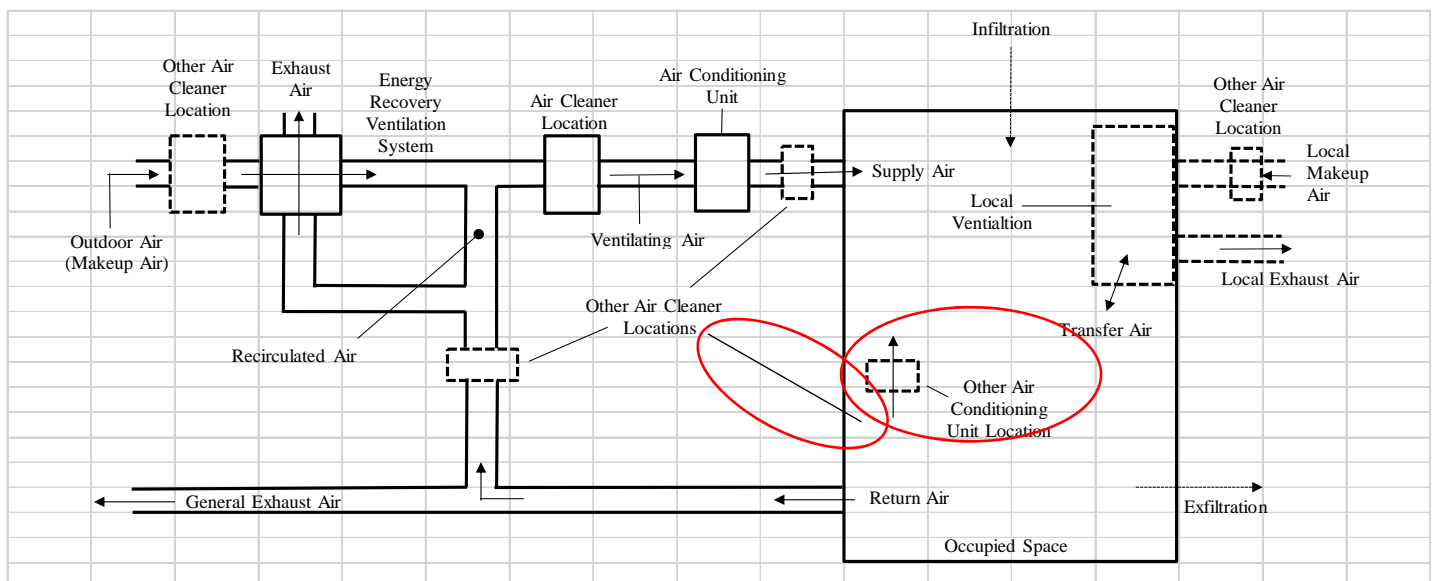 Infiltration
Other Air
Cleaner
Location
Exhaust
Air
Energy
Recovery
Ventilation
System
Air Cleaner
Location
Air Conditioning
Unit
Other Air
Cleaner
Location
Supply Air
Local
Makeup
Air
Local
Ventialtion
Outdoor Air
(Makeup Air)
Ventilating Air
Local Exhaust Air
Other Air Cleaner
Locations
Transfer Air
Recirculated Air
Other Air
Conditioning
Unit Location
General Exhaust Air
Return Air
Exfiltration
Occupied Space